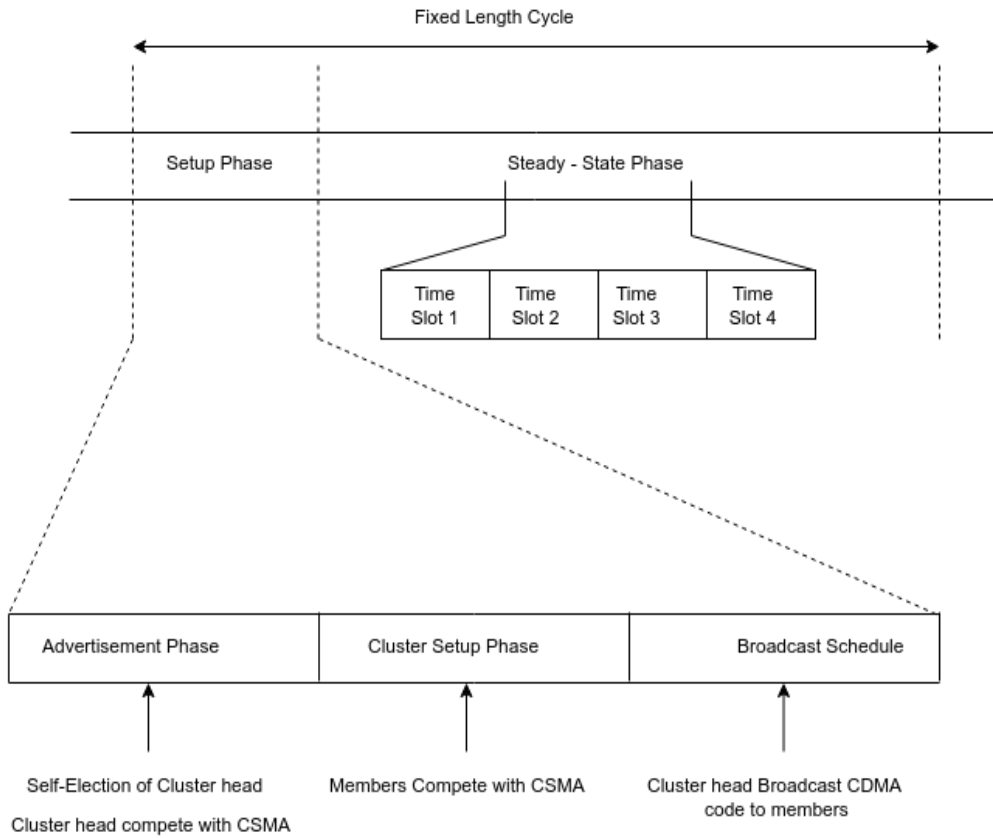 Fixed Length Cycle
Setup Phase
Steady - State Phase
Time
Slot 1
Time
Slot 2
Time
Slot 3
Time
Slot 4
Advertisement Phase
Cluster Setup Phase
Broadcast Schedule
Self-Election of Cluster head
Cluster head compete with CSMA
Members Compete with CSMA
Cluster head Broadcast CDMA
code to members